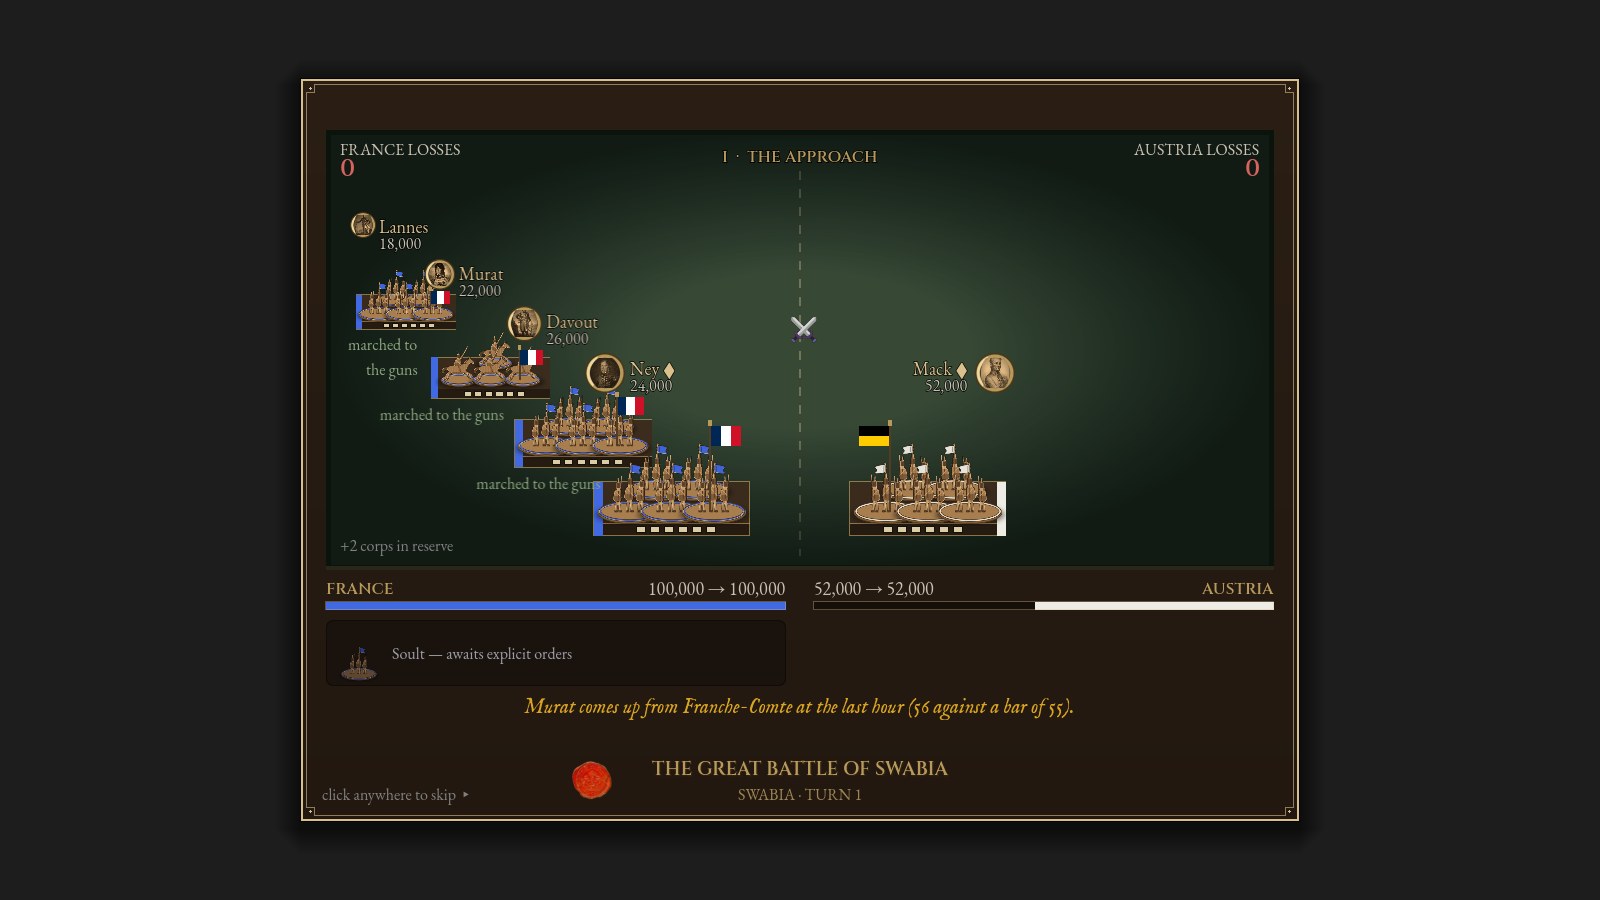 FRANCE LOSSES
0
I · THE APPROACH
AUSTRIA LOSSES
0
Lannes
18,000
Murat
22,000
marched to
the guns
Davout
26,000
marched to the guns
Ney
24,000
marched to the guns
Mack
52,000
+2 corps in reserve
FRANCE
100,000 → 100,000
52,000 → 52,000
AUSTRIA
Soult — awaits explicit orders
Murat comes up from Franche-Comte at the last hour (56 against a bar of 55).
THE GREAT BATTLE OF SWABIA
SWABIA · TURN 1
click anywhere to skip ▸